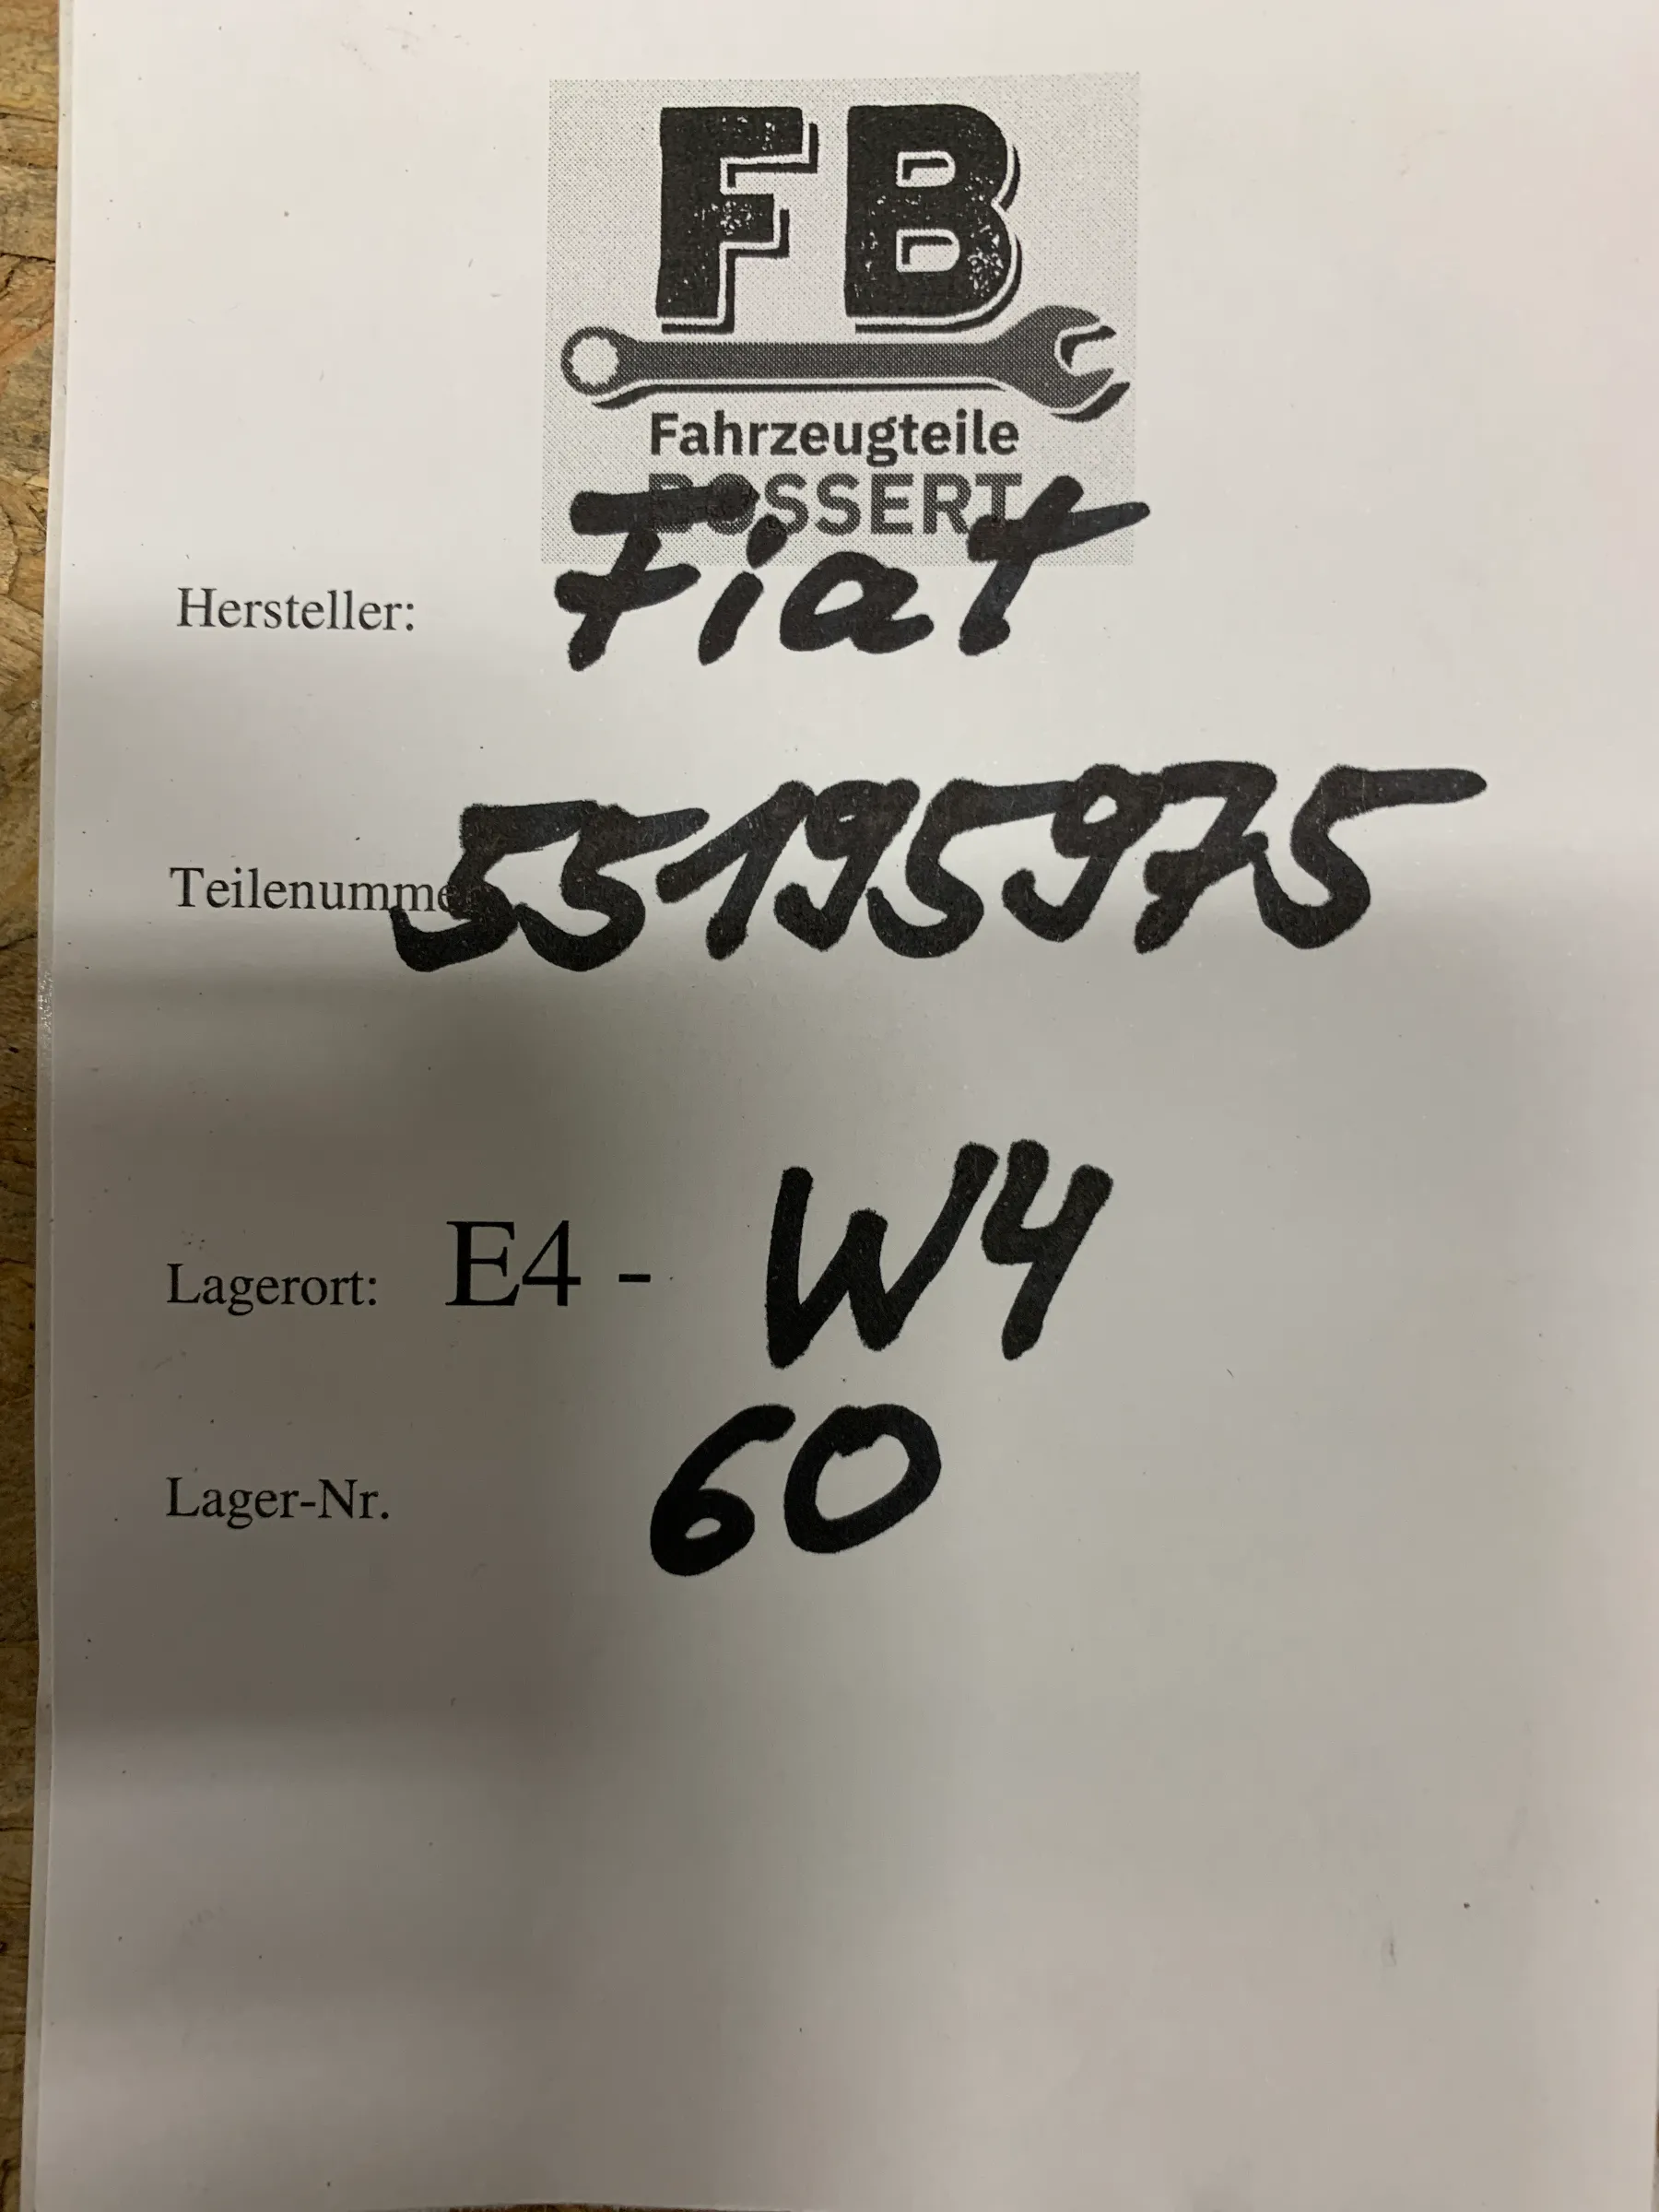 FB
Fahrzeugteile
BOSSERT
Hersteller: Fiat
Teilenummer 55195975
Lagerort: E4 - W4
Lager-Nr. 60